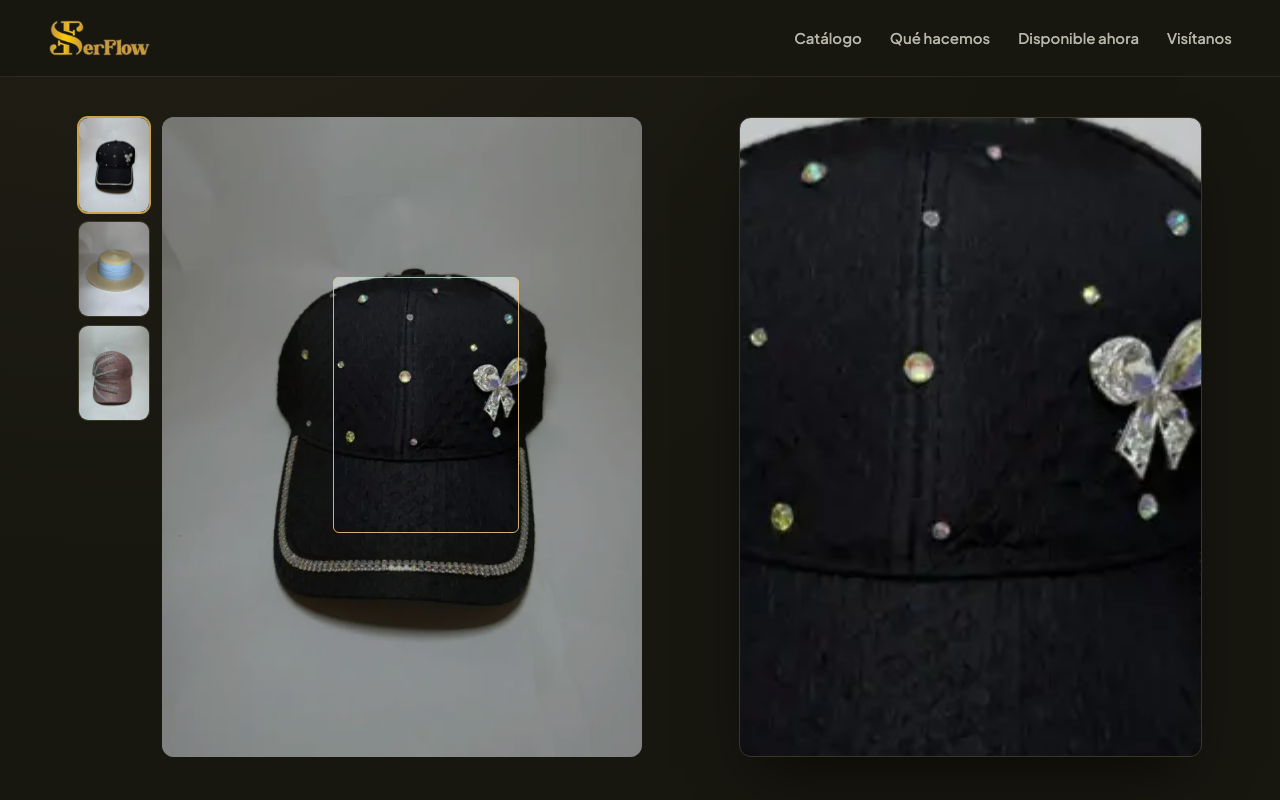 SerFlow
Catálogo
Qué hacemos
Disponible ahora
Visítanos